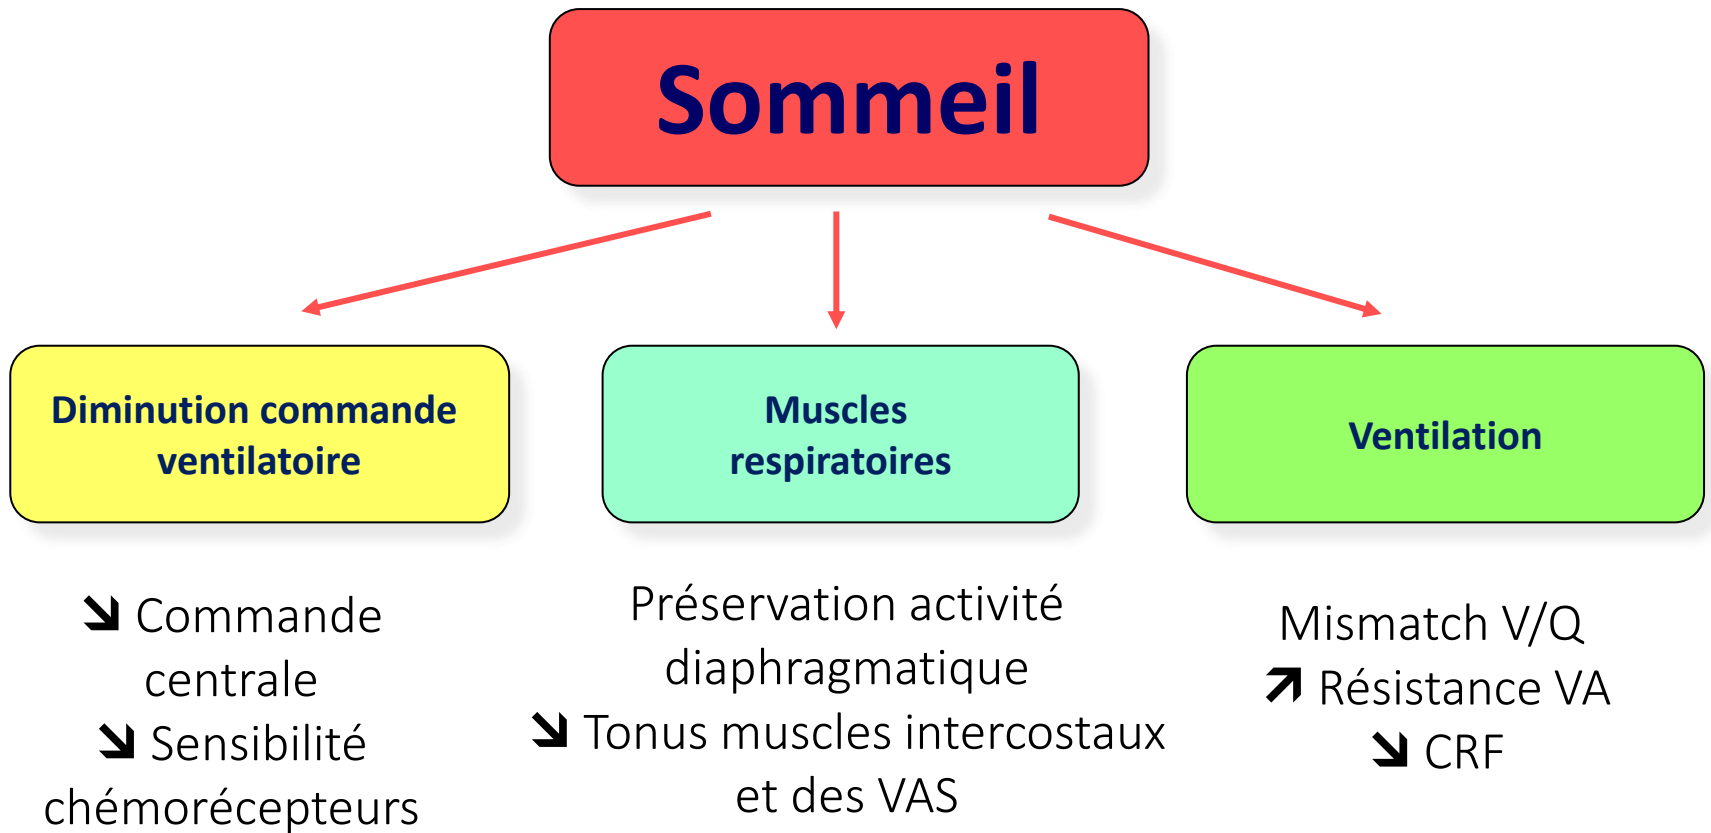 Sommeil
Diminution commande
ventilatoire
↘ Commande
centrale
↘ Sensibilité
chémorécepteurs
Muscles
respiratoires
Préservation activité
diaphragmatique
↘ Tonus muscles intercostaux
et des VAS
Ventilation
Mismatch V/Q
↗ Résistance VA
↘ CRF